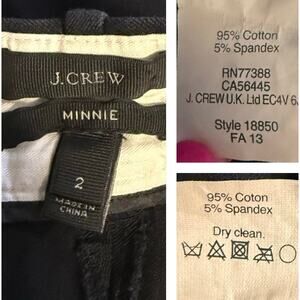 J.CREW
MINNIE
2
MADE IN
CHINA
95% Cotton
5% Spandex
RN77388
CA56445
J. CREW U.K. Ltd EC4V 6
Style 18850
FA 13
95% Coton
5% Spandex
Dry clean.